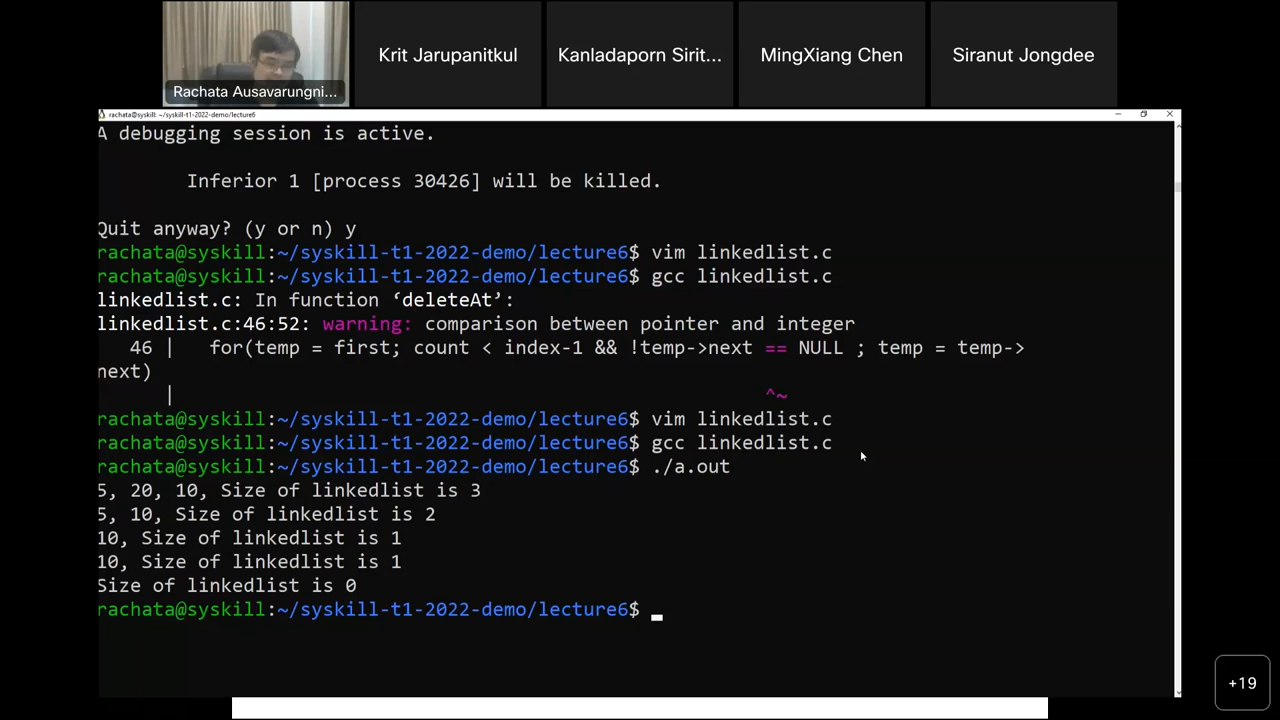 Krit Jarupanitkul
Kanladaporn Sirit...
MingXiang Chen
Siranut Jongdee
Rachata Ausavarungni...
rachata@syskill: ~/syskill-t1-2022-demo/lecture6
A debugging session is active.
Inferior 1 [process 30426] will be killed.
Quit anyway? (y or n) y
rachata@syskill:~/syskill-t1-2022-demo/lecture6$ vim linkedlist.c
rachata@syskill:~/syskill-t1-2022-demo/lecture6$ gcc linkedlist.c
linkedlist.c: In function ‘deleteAt’:
linkedlist.c:46:52: warning: comparison between pointer and integer
46 | for(temp = first; count < index-1 && !temp->next == NULL ; temp = temp->
next)
| ^~
rachata@syskill:~/syskill-t1-2022-demo/lecture6$ vim linkedlist.c
rachata@syskill:~/syskill-t1-2022-demo/lecture6$ gcc linkedlist.c
rachata@syskill:~/syskill-t1-2022-demo/lecture6$ ./a.out
5, 20, 10, Size of linkedlist is 3
5, 10, Size of linkedlist is 2
10, Size of linkedlist is 1
10, Size of linkedlist is 1
Size of linkedlist is 0
rachata@syskill:~/syskill-t1-2022-demo/lecture6$
+19